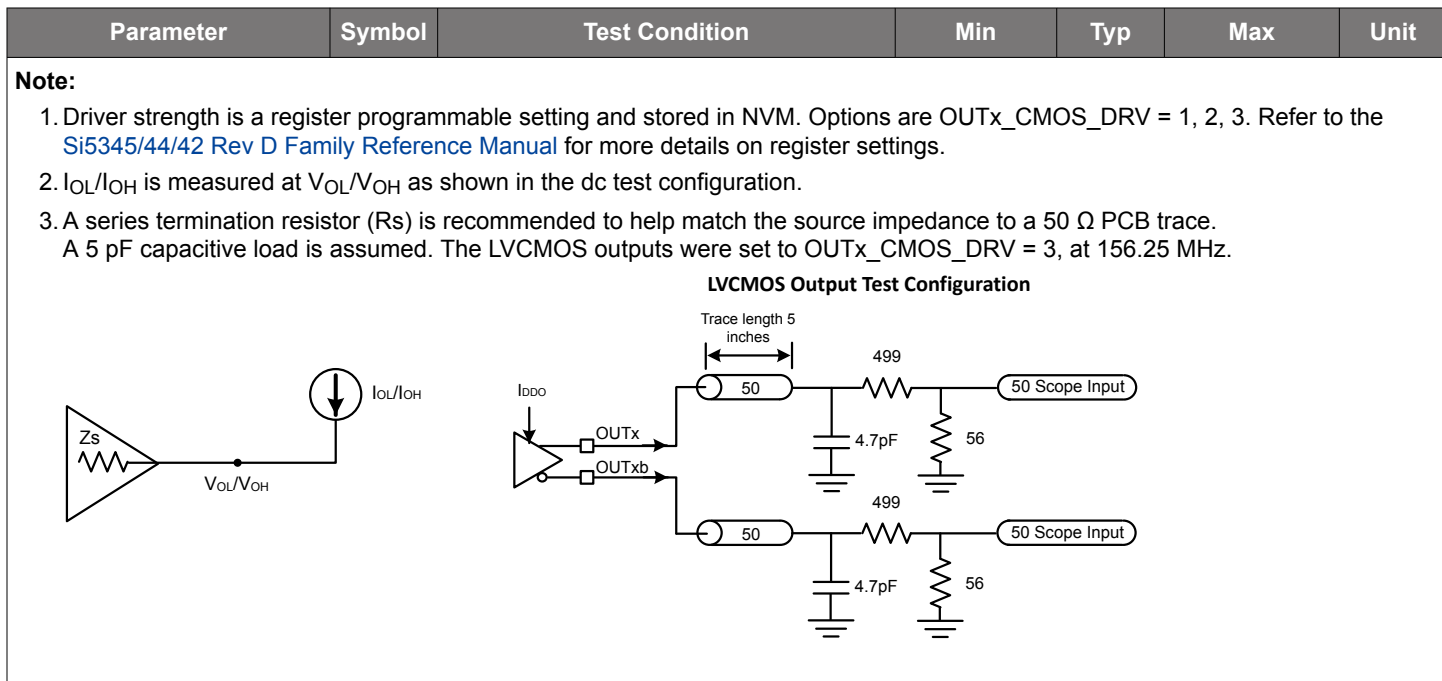 Parameter Symbol Test Condition Min Typ Max Unit
Note:
1. Driver strength is a register programmable setting and stored in NVM. Options are OUTx_CMOS_DRV = 1, 2, 3. Refer to the
Si5345/44/42 Rev D Family Reference Manual for more details on register settings.
2. IOL/IOH is measured at VOL/VOH as shown in the dc test configuration.
3. A series termination resistor (Rs) is recommended to help match the source impedance to a 50 Ω PCB trace.
A 5 pF capacitive load is assumed. The LVCMOS outputs were set to OUTx_CMOS_DRV = 3, at 156.25 MHz.
LVCMOS Output Test Configuration
Zs
IOL/IOH
VOL/VOH
IDDO
OUTx
OUTxb
Trace length 5
inches
50
499
50 Scope Input
4.7pF
56
50
499
50 Scope Input
4.7pF
56